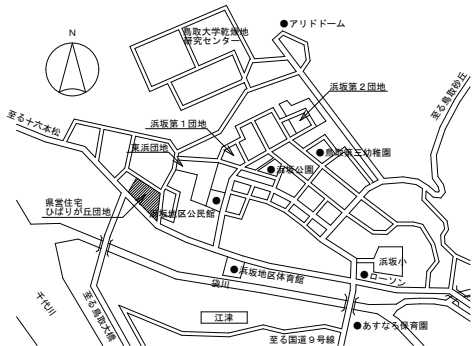 N
鳥取大学乾燥地
研究センター
●アリドドーム
至る鳥取砂丘
至る十六本松
浜坂第2団地
浜坂第1団地
東浜団地
●鳥取第三幼稚園
●浜坂公園
県営住宅
ひばりが丘団地
浜坂地区公民館
浜坂小
●ローソン
●浜坂地区体育館
袋川
千代川
至る鳥取大橋
江津
●あすなろ保育園
至る国道9号線